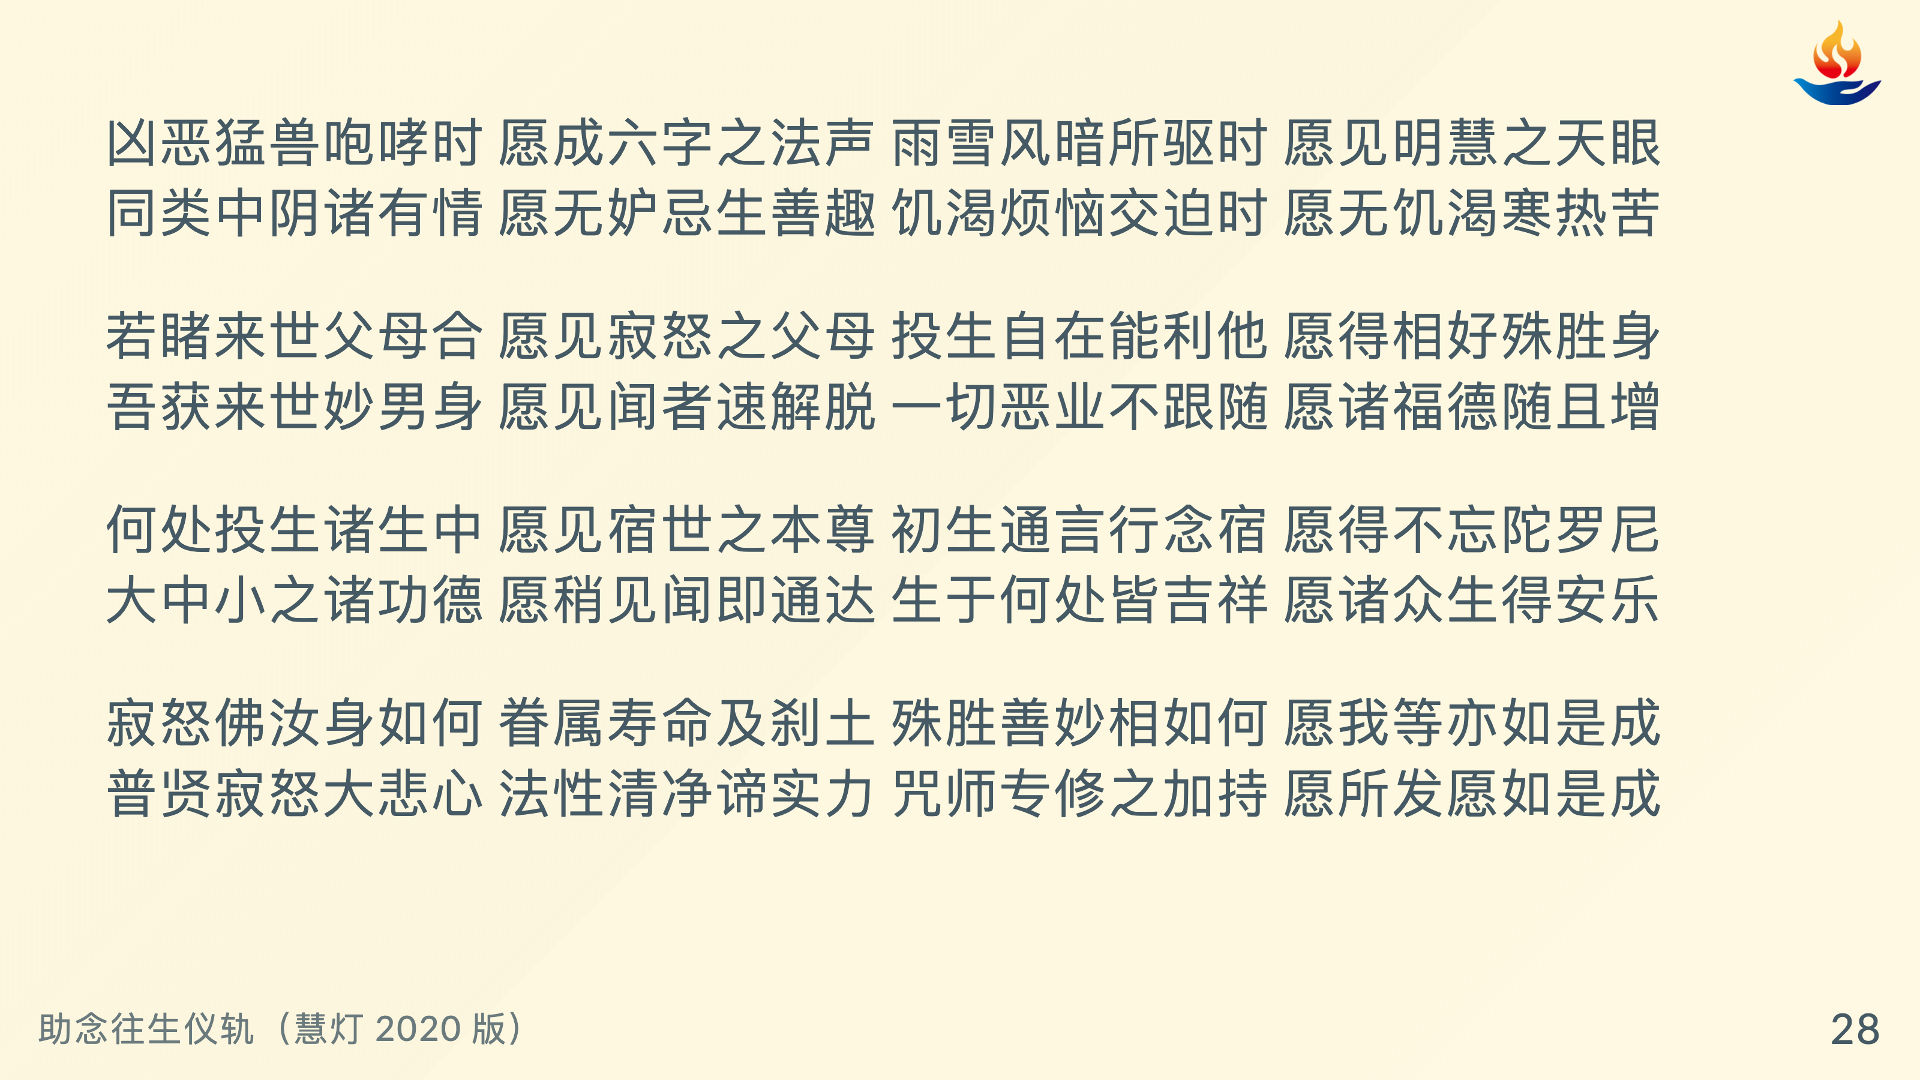 凶恶猛兽咆哮时 愿成六字之法声 雨雪风暗所驱时 愿见明慧之天眼
同类中阴诸有情 愿无妒忌生善趣 饥渴烦恼交迫时 愿无饥渴寒热苦
若睹来世父母合 愿见寂怒之父母 投生自在能利他 愿得相好殊胜身
吾获来世妙男身 愿见闻者速解脱 一切恶业不跟随 愿诸福德随且增
何处投生诸生中 愿见宿世之本尊 初生通言行念宿 愿得不忘陀罗尼
大中小之诸功德 愿稍见闻即通达 生于何处皆吉祥 愿诸众生得安乐
寂怒佛汝身如何 眷属寿命及刹土 殊胜善妙相如何 愿我等亦如是成
普贤寂怒大悲心 法性清净谛实力 咒师专修之加持 愿所发愿如是成
助念往生仪轨（慧灯 2020 版）
28